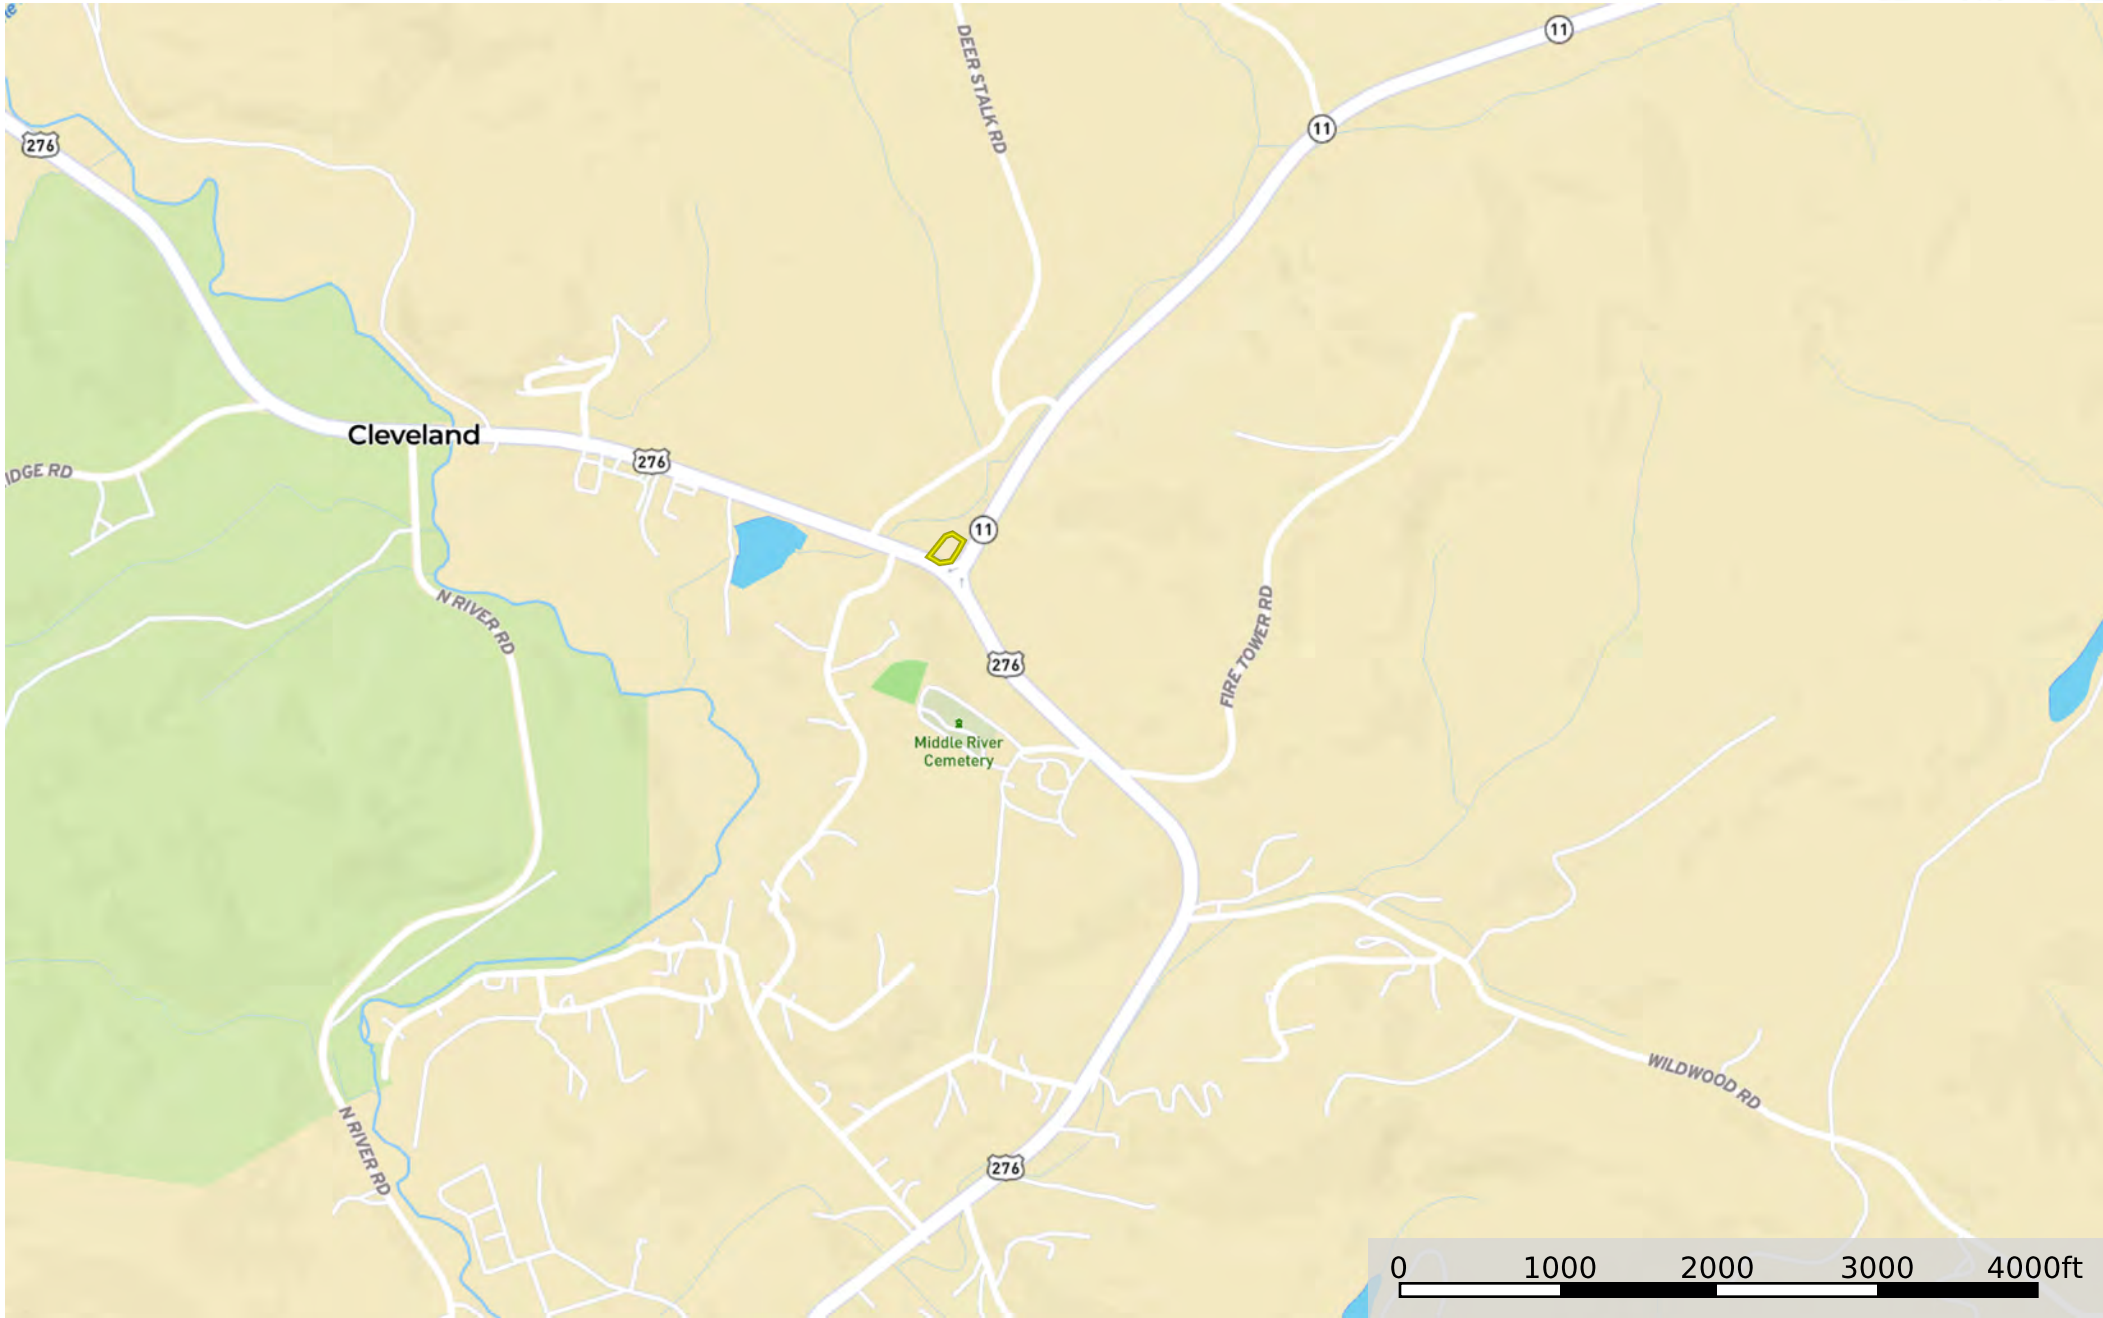 11
DEER STALK RD
11
276
Cleveland
276
IDGE RD
11
N RIVER RD
FIRE TOWER RD
276
Middle River
Cemetery
WILDWOOD RD
N RIVER RD
276
0 1000 2000 3000 4000ft